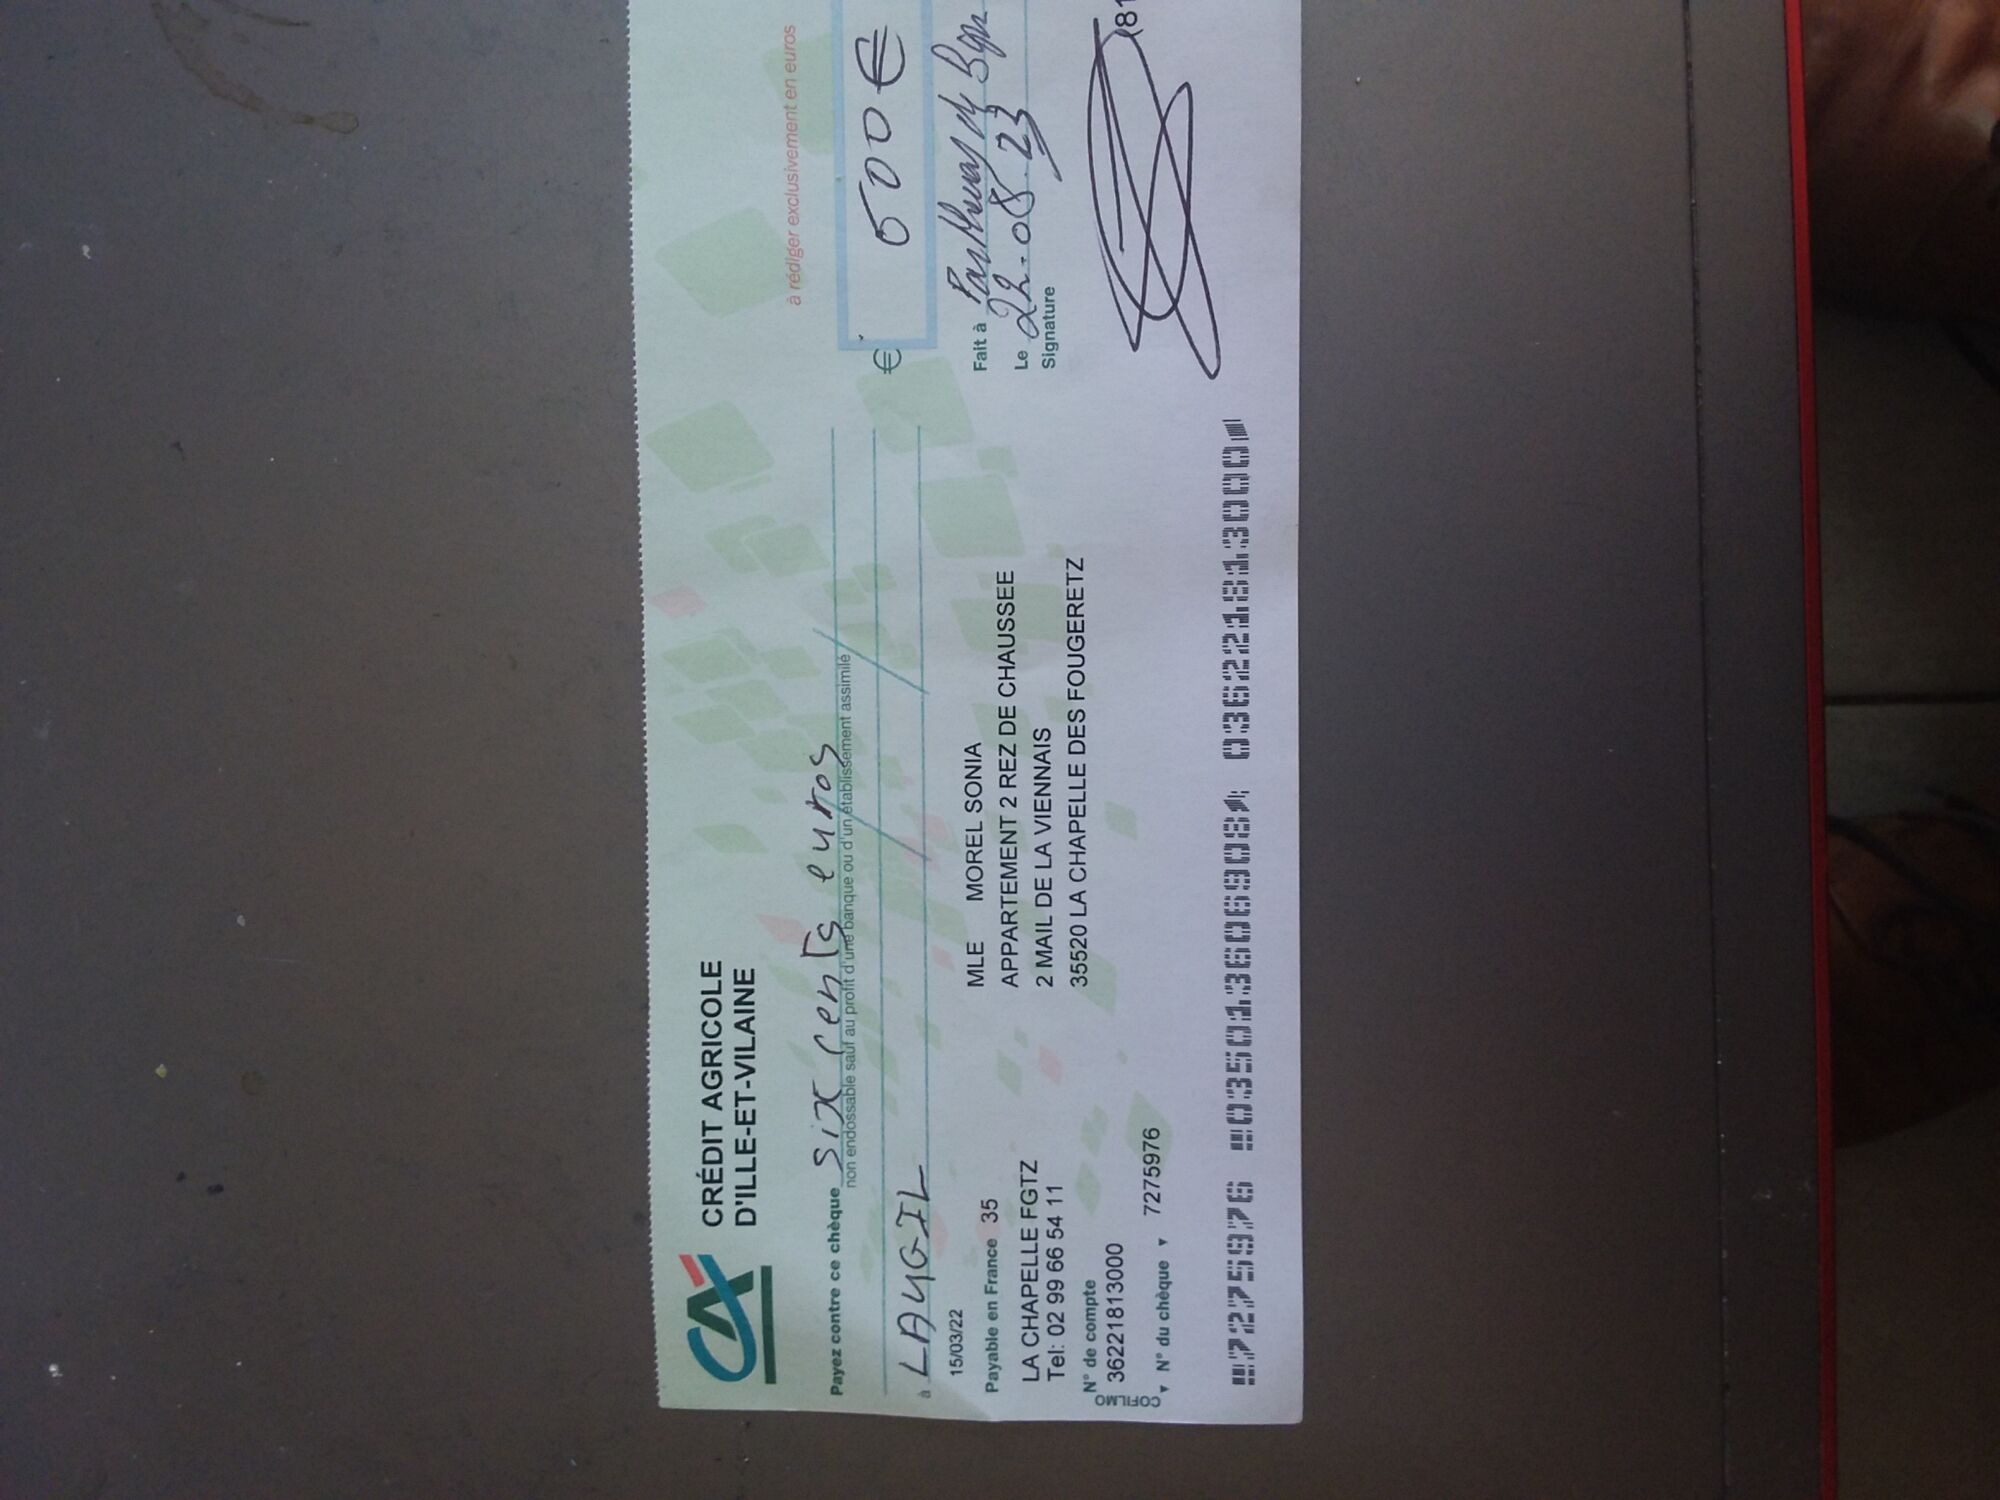 CRÉDIT AGRICOLE
D'ILLE-ET-VILAINE
à rédiger exclusivement en euros
Payez contre ce chèque six cents euros
non endossable sauf au profit d'une banque ou d'un établissement assimilé
€ 500€
à LAUGIL
15/03/22
Payable en France 35
LA CHAPELLE FGTZ
Tel: 02 99 66 54 11
N° de compte
36221813000
COFILMO
N° du chèque
7275976
MLE MOREL SONIA
APPARTEMENT 2 REZ DE CHAUSSEE
2 MAIL DE LA VIENNAIS
35520 LA CHAPELLE DES FOUGERETZ
Fait à
Le 22.08.23
Signature
(81
7275976 035013606908 036221813000